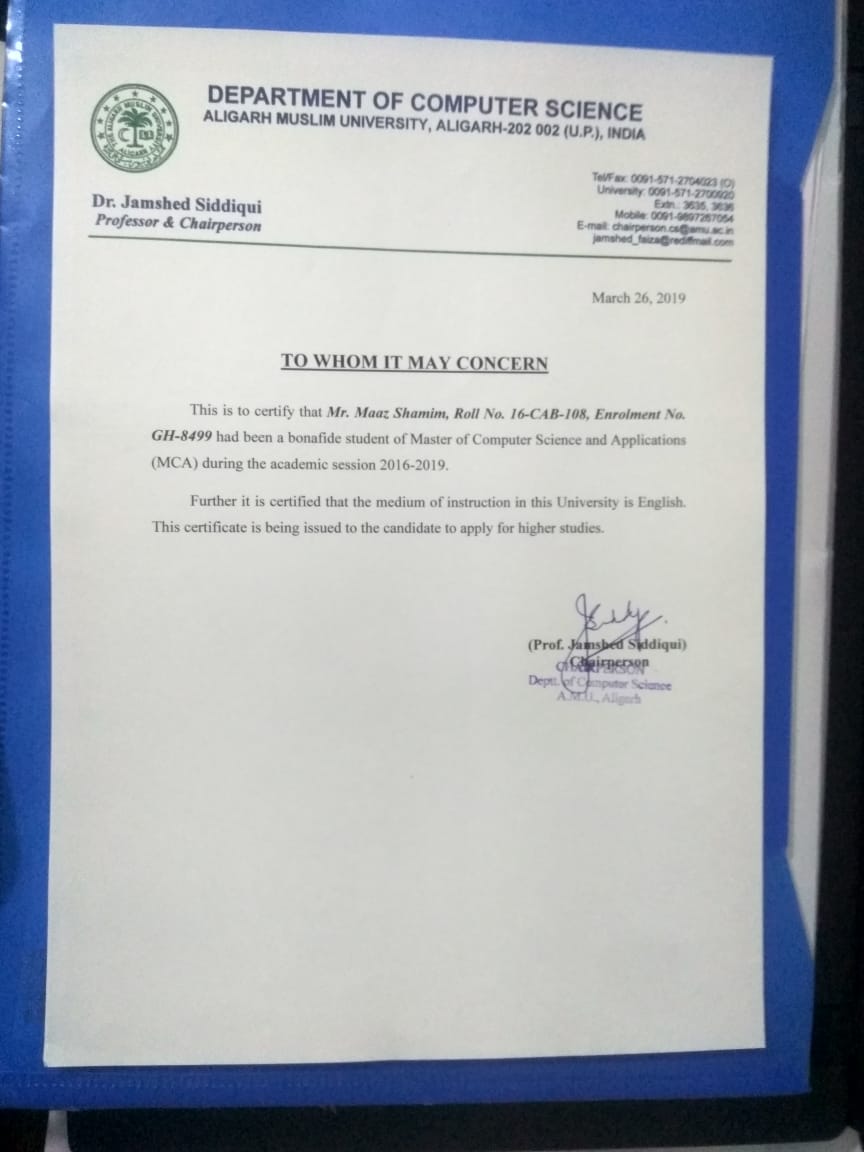 DEPARTMENT OF COMPUTER SCIENCE
ALIGARH MUSLIM UNIVERSITY, ALIGARH-202 002 (U.P.), INDIA
Dr. Jamshed Siddiqui
Professor & Chairperson
Tel/Fax: 0091-571-2704023 (O)
University: 0091-571-2700920
Extn.: 3635, 3636
Mobile: 0091-9897267064
E-mail: chairperson.cs@amu.ac.in
jamshed_faiza@rediffmail.com
March 26, 2019
TO WHOM IT MAY CONCERN
This is to certify that Mr. Maaz Shamim, Roll No. 16-CAB-108, Enrolment No.
GH-8499 had been a bonafide student of Master of Computer Science and Applications
(MCA) during the academic session 2016-2019.
Further it is certified that the medium of instruction in this University is English.
This certificate is being issued to the candidate to apply for higher studies.
(Prof. Jamshed Siddiqui)
Chairperson
CHAIRPERSON
Deptt. of Computer Science
A.M.U., Aligarh